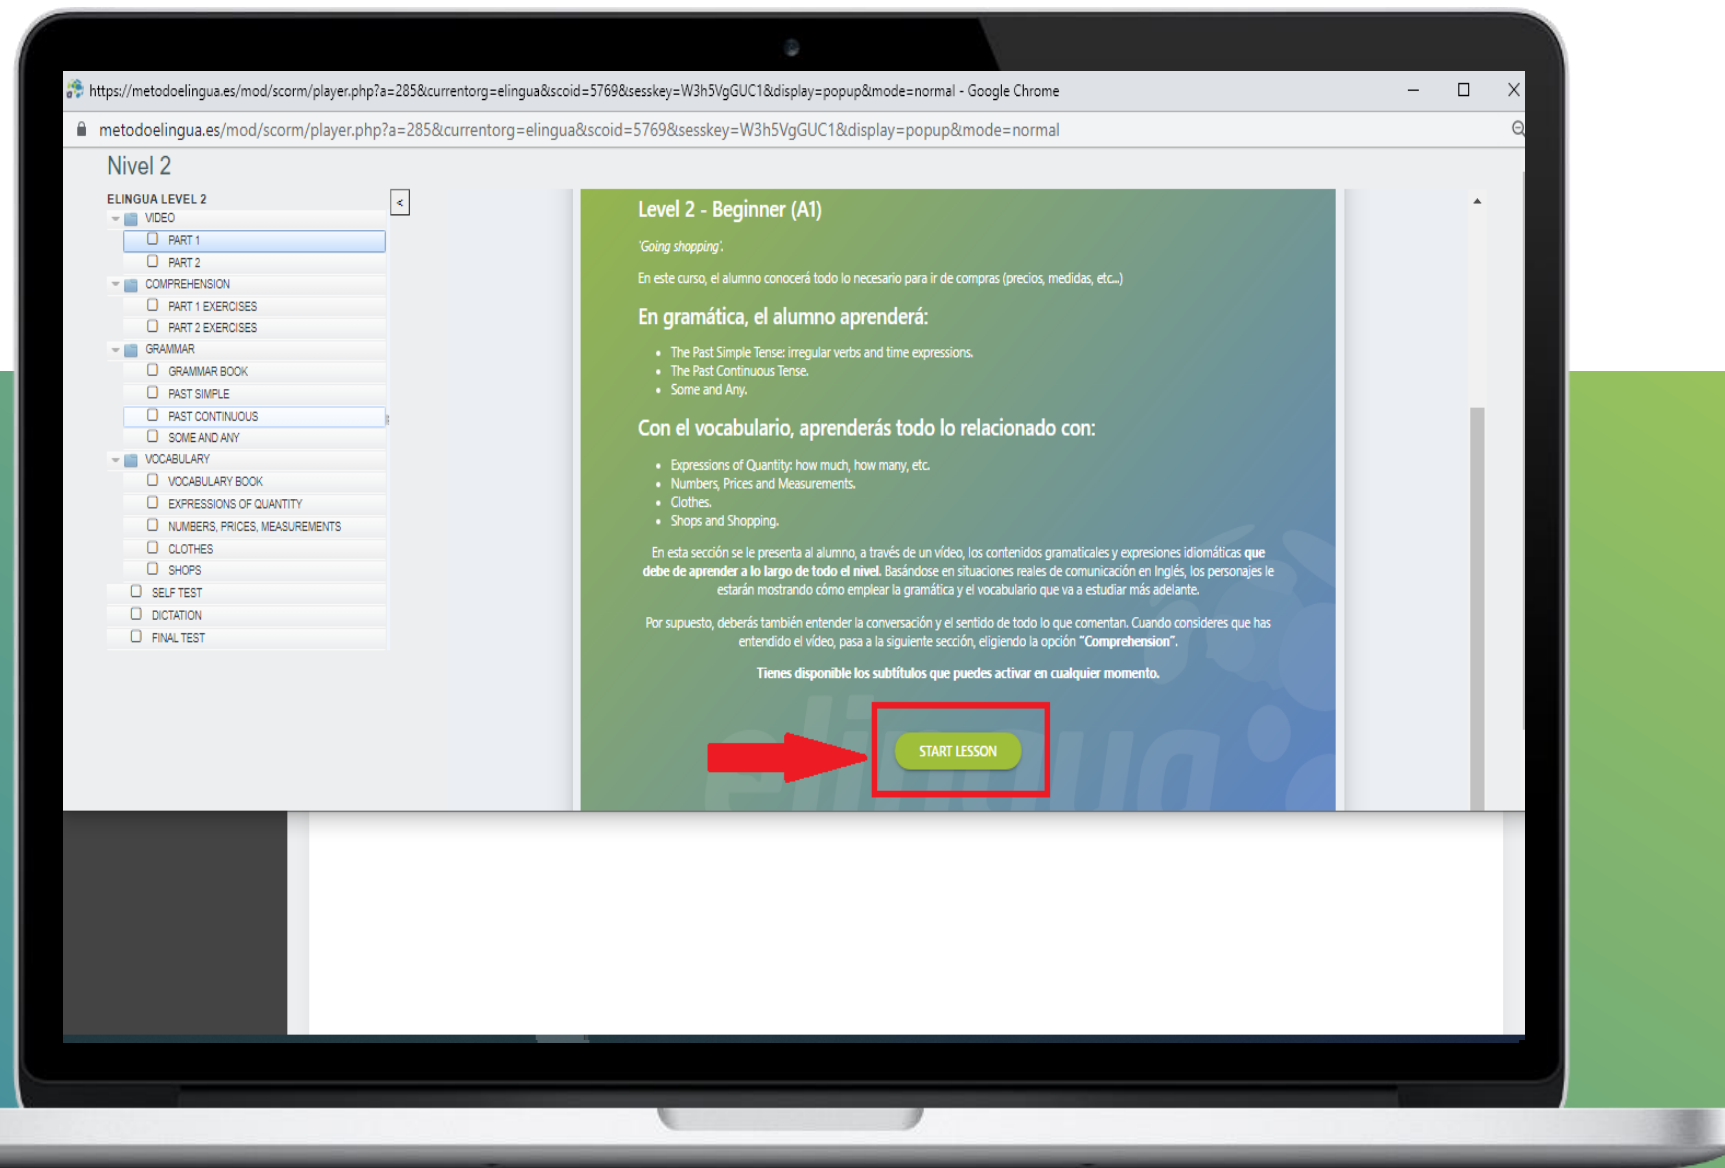 https://metodoelingua.es/mod/scorm/player.php?a=285&currentorg=elingua&scoid=5769&sesskey=W3h5VgGUC1&display=popup&mode=normal - Google Chrome
metodoelingua.es/mod/scorm/player.php?a=285&currentorg=elingua&scoid=5769&sesskey=W3h5VgGUC1&display=popup&mode=normal
Nivel 2
ELINGUA LEVEL 2
<
VIDEO
PART 1
PART 2
COMPREHENSION
PART 1 EXERCISES
PART 2 EXERCISES
GRAMMAR
GRAMMAR BOOK
PAST SIMPLE
PAST CONTINUOUS
SOME AND ANY
VOCABULARY
VOCABULARY BOOK
EXPRESSIONS OF QUANTITY
NUMBERS, PRICES, MEASUREMENTS
CLOTHES
SHOPS
SELF TEST
DICTATION
FINAL TEST
Level 2 - Beginner (A1)
'Going shopping'.
En este curso, el alumno conocerá todo lo necesario para ir de compras (precios, medidas, etc...)
En gramática, el alumno aprenderá:
• The Past Simple Tense: irregular verbs and time expressions.
• The Past Continuous Tense.
• Some and Any.
Con el vocabulario, aprenderás todo lo relacionado con:
• Expressions of Quantity: how much, how many, etc.
• Numbers, Prices and Measurements.
• Clothes.
• Shops and Shopping.
En esta sección se le presenta al alumno, a través de un vídeo, los contenidos gramaticales y expresiones idiomáticas que
debe de aprender a lo largo de todo el nivel. Basándose en situaciones reales de comunicación en Inglés, los personajes le
estarán mostrando cómo emplear la gramática y el vocabulario que va a estudiar más adelante.
Por supuesto, deberás también entender la conversación y el sentido de todo lo que comentan. Cuando consideres que has
entendido el vídeo, pasa a la siguiente sección, eligiendo la opción "Comprehension".
Tienes disponible los subtítulos que puedes activar en cualquier momento.
START LESSON
elingua